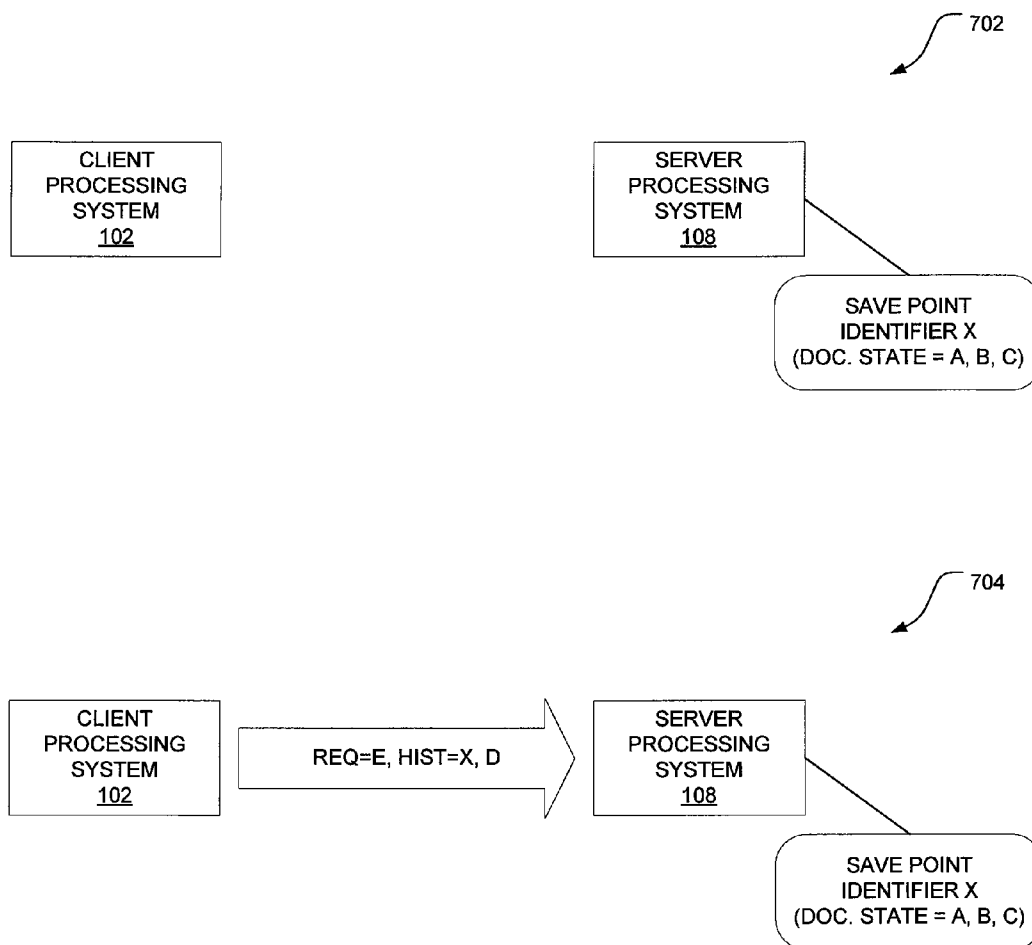 702
CLIENT
PROCESSING
SYSTEM
102
SERVER
PROCESSING
SYSTEM
108
SAVE POINT
IDENTIFIER X
(DOC. STATE = A, B, C)
704
CLIENT
PROCESSING
SYSTEM
102
REQ=E, HIST=X, D
SERVER
PROCESSING
SYSTEM
108
SAVE POINT
IDENTIFIER X
(DOC. STATE = A, B, C)